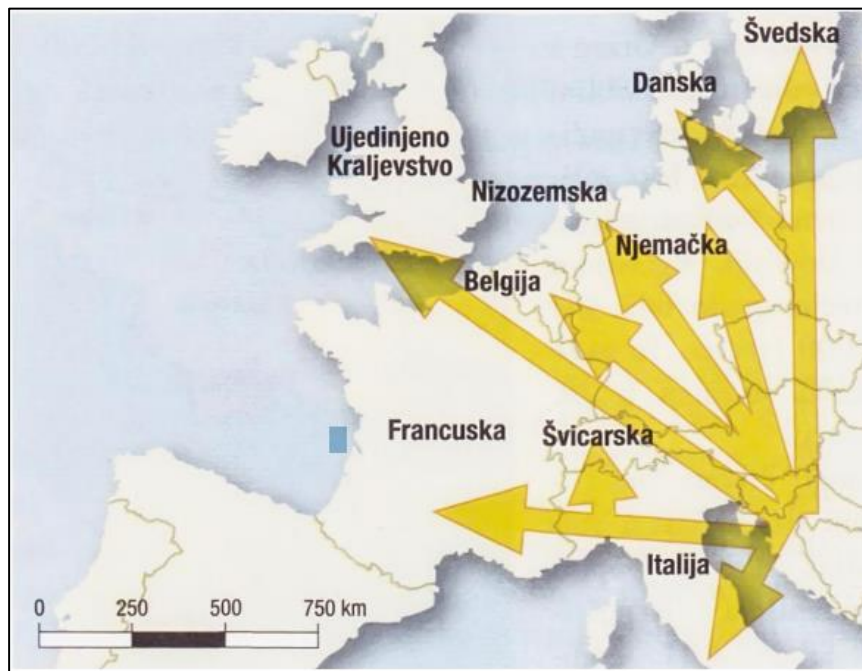 Švedska
Danska
Ujedinjeno
Kraljevstvo
Nizozemska
Njemačka
Belgija
Francuska
Švicarska
Italija
0 250 500 750 km